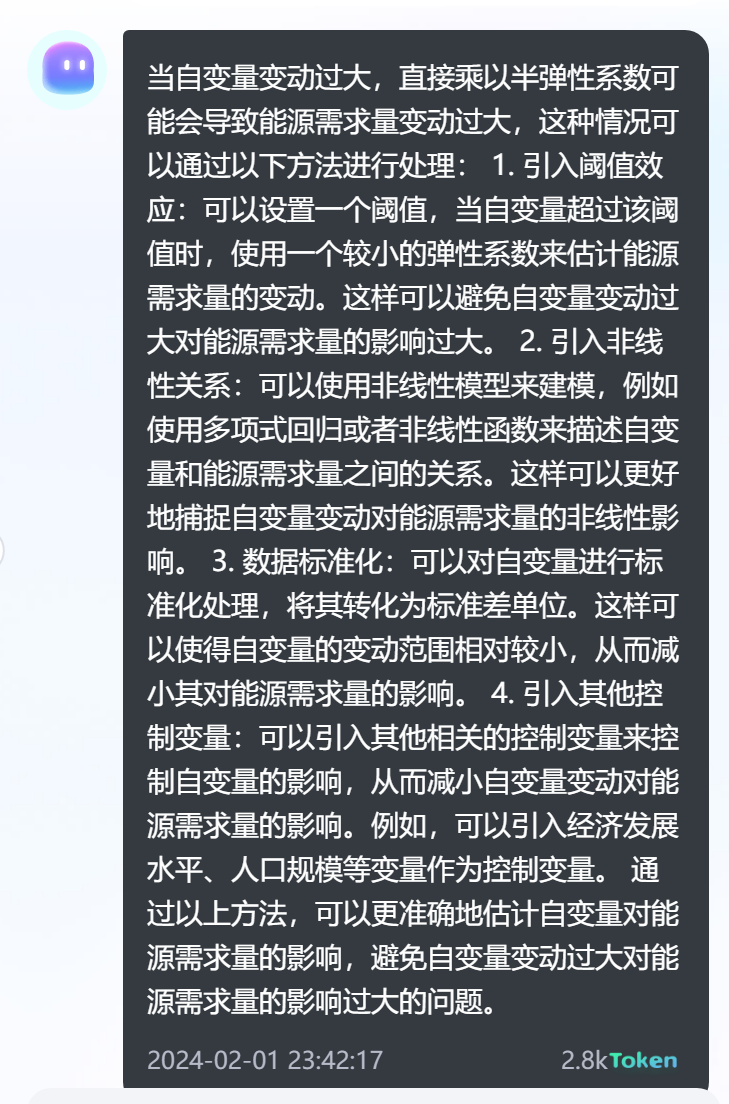 当自变量变动过大，直接乘以半弹性系数可
能会导致能源需求量变动过大，这种情况可
以通过以下方法进行处理： 1. 引入阈值效
应：可以设置一个阈值，当自变量超过该阈
值时，使用一个较小的弹性系数来估计能源
需求量的变动。这样可以避免自变量变动过
大对能源需求量的影响过大。 2. 引入非线
性关系：可以使用非线性模型来建模，例如
使用多项式回归或者非线性函数来描述自变
量和能源需求量之间的关系。这样可以更好
地捕捉自变量变动对能源需求量的非线性影
响。 3. 数据标准化：可以对自变量进行标
准化处理，将其转化为标准差单位。这样可
以使得自变量的变动范围相对较小，从而减
小其对能源需求量的影响。 4. 引入其他控
制变量：可以引入其他相关的控制变量来控
制自变量的影响，从而减小自变量变动对能
源需求量的影响。例如，可以引入经济发展
水平、人口规模等变量作为控制变量。 通
过以上方法，可以更准确地估计自变量对能
源需求量的影响，避免自变量变动过大对能
源需求量的影响过大的问题。
2024-02-01 23:42:17 2.8kToken